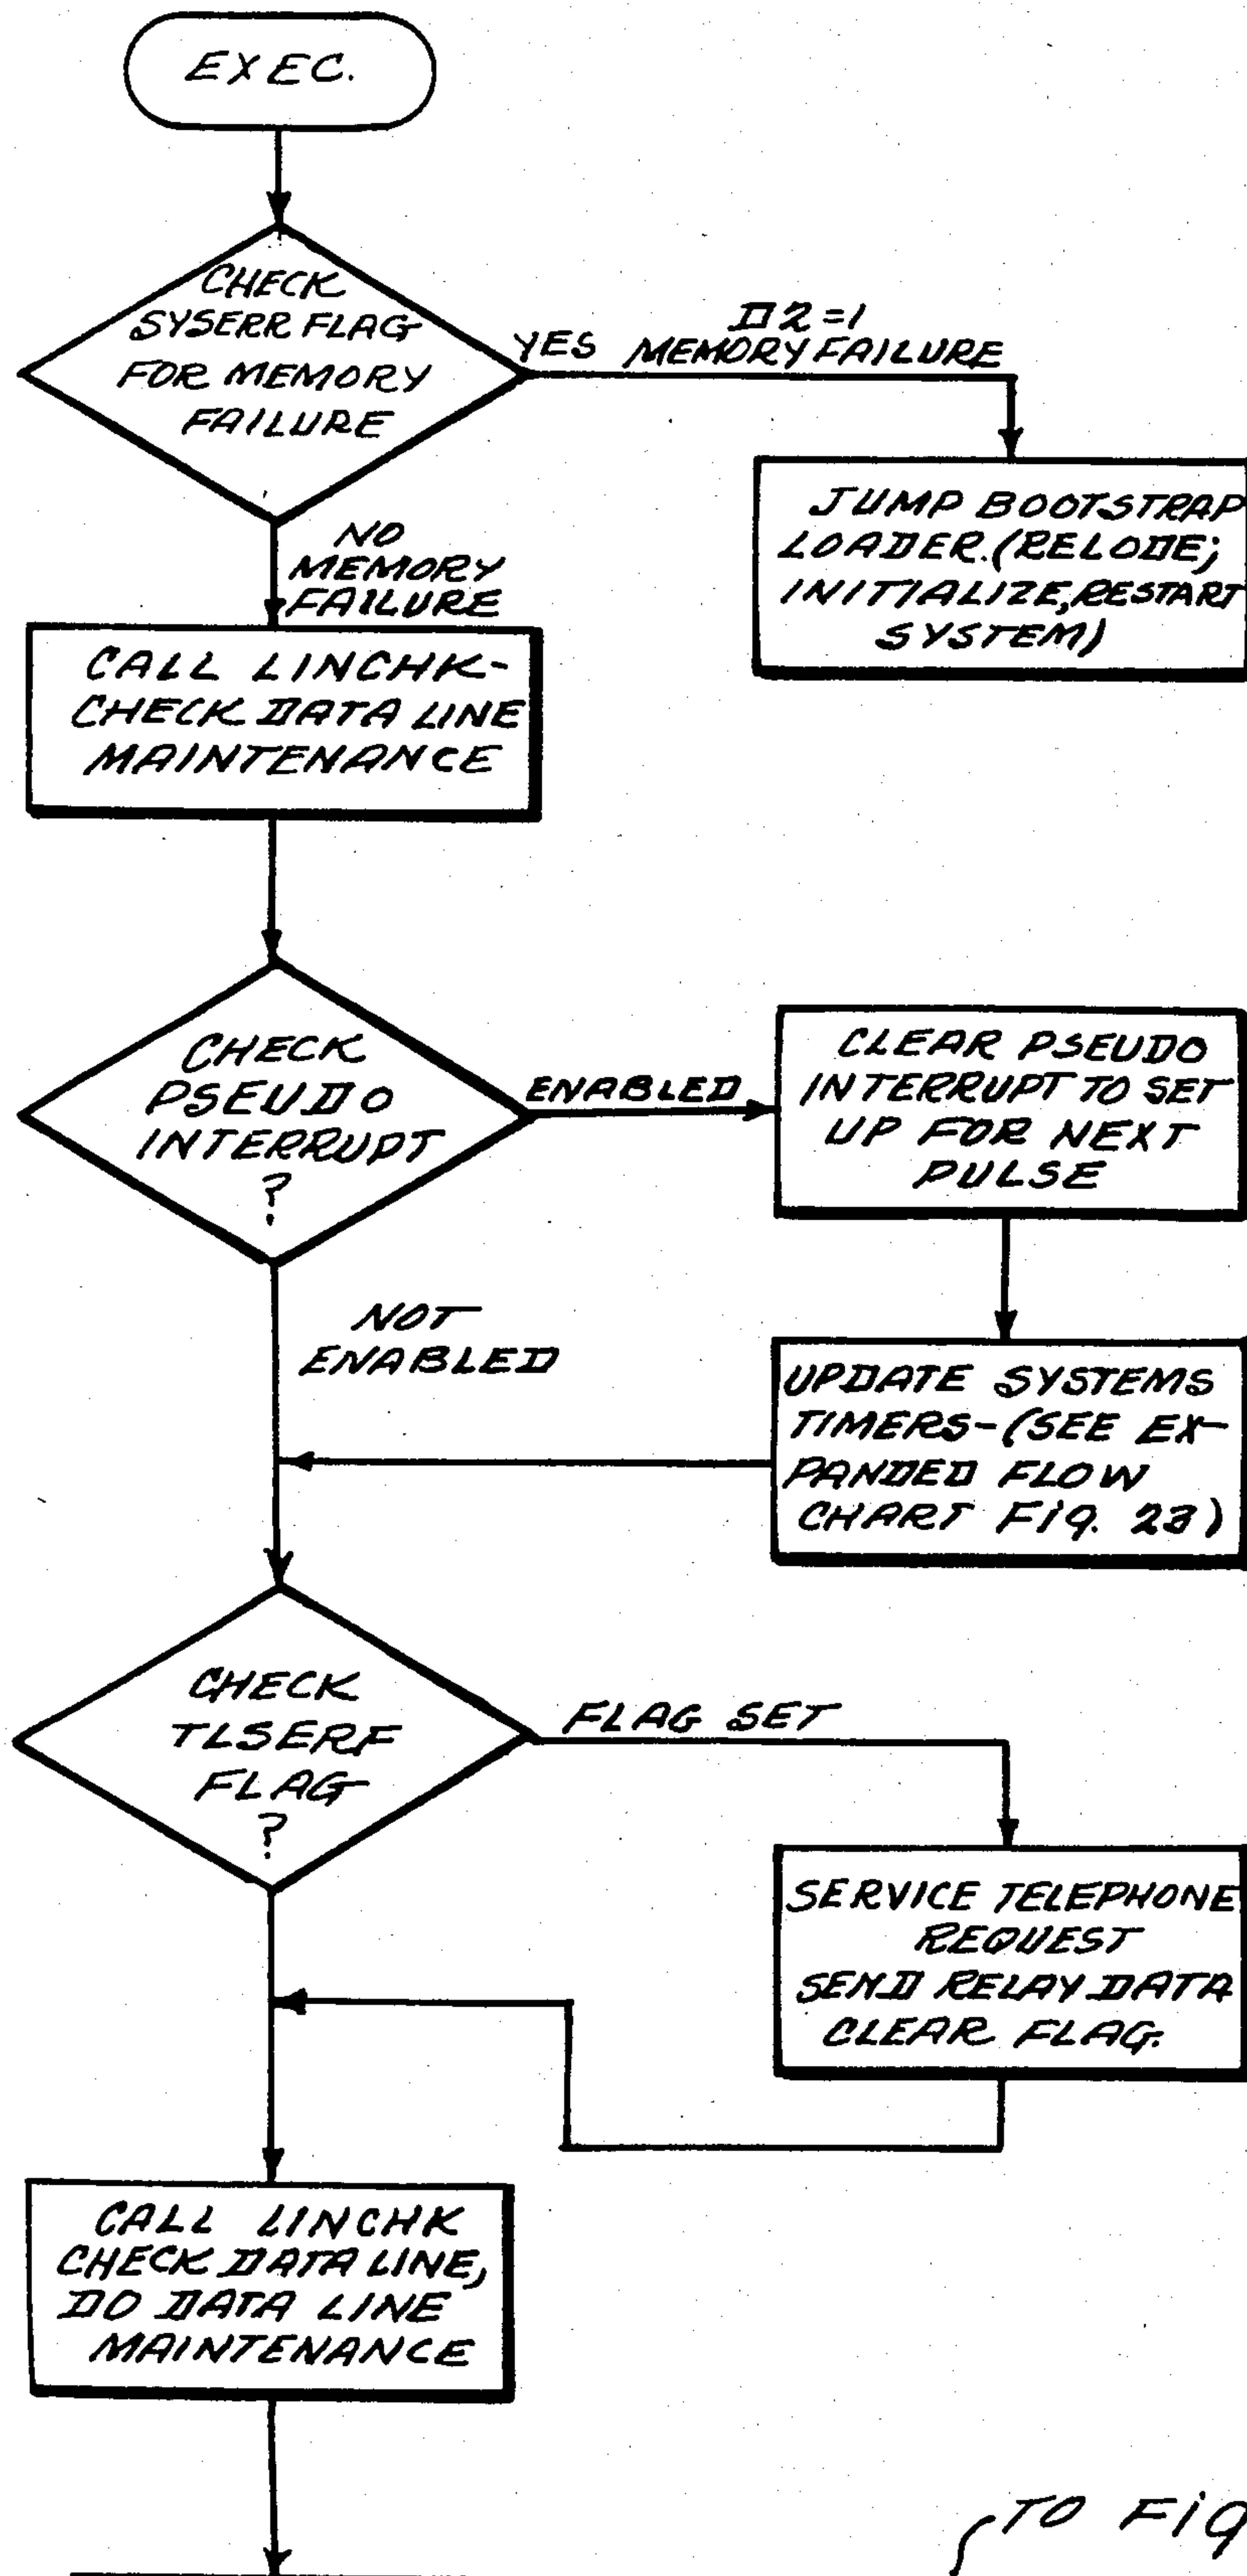 EXEC.
CHECK
SYSERR FLAG
FOR MEMORY
FAILURE
YES
D2=1
MEMORY FAILURE
JUMP BOOTSTRAP
LOADER.(RELODE;
INITIALIZE,RESTART
SYSTEM)
NO
MEMORY
FAILURE
CALL LINCHK-
CHECK DATA LINE
MAINTENANCE
CHECK
PSEUDO
INTERRUPT
?
ENABLED
CLEAR PSEUDO
INTERRUPT TO SET
UP FOR NEXT
PULSE
NOT
ENABLED
UPDATE SYSTEMS
TIMERS-(SEE EX-
PANDED FLOW
CHART Fig. 23)
CHECK
TLSERF
FLAG
?
FLAG SET
SERVICE TELEPHONE
REQUEST
SEND RELAY DATA
CLEAR FLAG.
CALL LINCHK
CHECK DATA LINE,
DO DATA LINE
MAINTENANCE
TO Fig